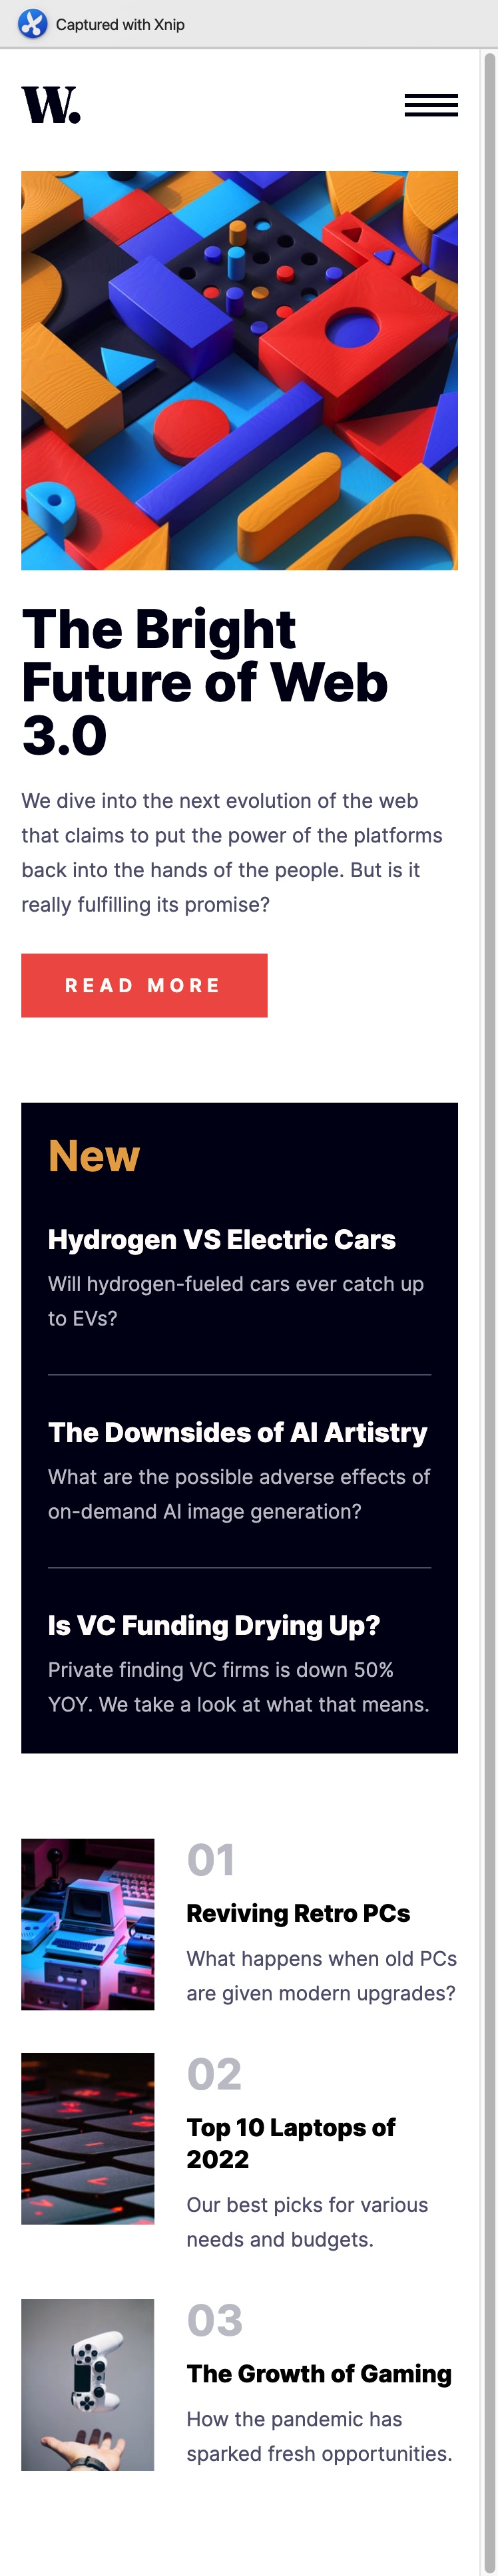 Captured with Xnip
W.
The Bright
Future of Web
3.0
We dive into the next evolution of the web
that claims to put the power of the platforms
back into the hands of the people. But is it
really fulfilling its promise?
READ MORE
New
Hydrogen VS Electric Cars
Will hydrogen-fueled cars ever catch up
to EVs?
The Downsides of AI Artistry
What are the possible adverse effects of
on-demand AI image generation?
Is VC Funding Drying Up?
Private finding VC firms is down 50%
YOY. We take a look at what that means.
01
Reviving Retro PCs
What happens when old PCs
are given modern upgrades?
02
Top 10 Laptops of
2022
Our best picks for various
needs and budgets.
03
The Growth of Gaming
How the pandemic has
sparked fresh opportunities.